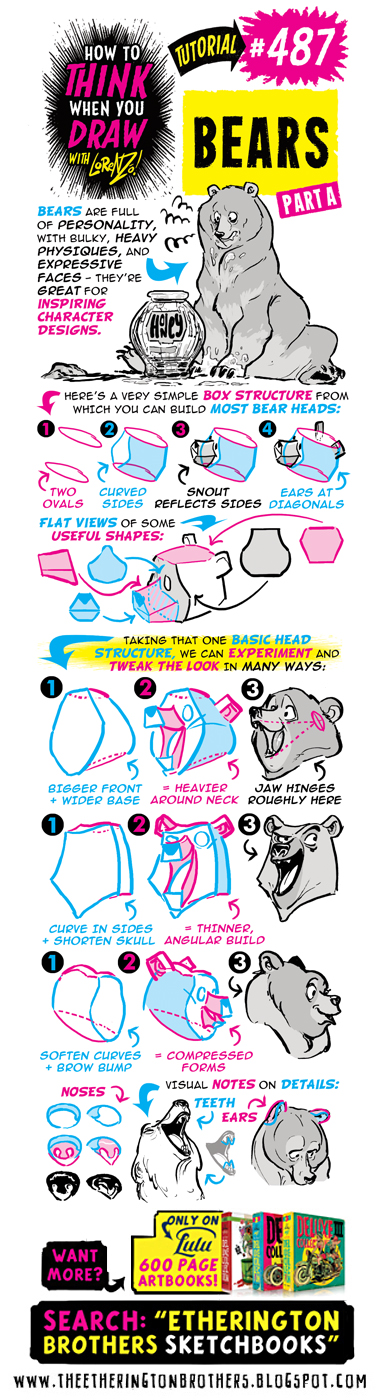 HOW TO
THINK
WHEN YOU
DRAW
WITH LORENZO!
TUTORIAL
#487
BEARS
PART A
BEARS ARE FULL
OF PERSONALITY,
WITH BULKY, HEAVY
PHYSIQUES, AND
EXPRESSIVE
FACES - THEY'RE
GREAT FOR
INSPIRING
CHARACTER
DESIGNS.
HERE'S A VERY SIMPLE BOX STRUCTURE FROM
WHICH YOU CAN BUILD MOST BEAR HEADS:
1
2
3
4
TWO
OVALS
CURVED
SIDES
SNOUT
REFLECTS SIDES
EARS AT
DIAGONALS
FLAT VIEWS OF SOME
USEFUL SHAPES:
TAKING THAT ONE BASIC HEAD
STRUCTURE, WE CAN EXPERIMENT AND
TWEAK THE LOOK IN MANY WAYS:
1
2
3
BIGGER FRONT
+ WIDER BASE
= HEAVIER
AROUND NECK
JAW HINGES
ROUGHLY HERE
1
2
3
CURVE IN SIDES
+ SHORTEN SKULL
= THINNER,
ANGULAR BUILD
1
2
3
SOFTEN CURVES
+ BROW BUMP
= COMPRESSED
FORMS
NOSES
VISUAL NOTES ON DETAILS:
TEETH
EARS
WANT
MORE?
ONLY ON
Lulu
600 PAGE
ARTBOOKS!
SEARCH: "ETHERINGTON
BROTHERS SKETCHBOOKS"
WWW.THEETHERINGTONBROTHERS.BLOGSPOT.COM